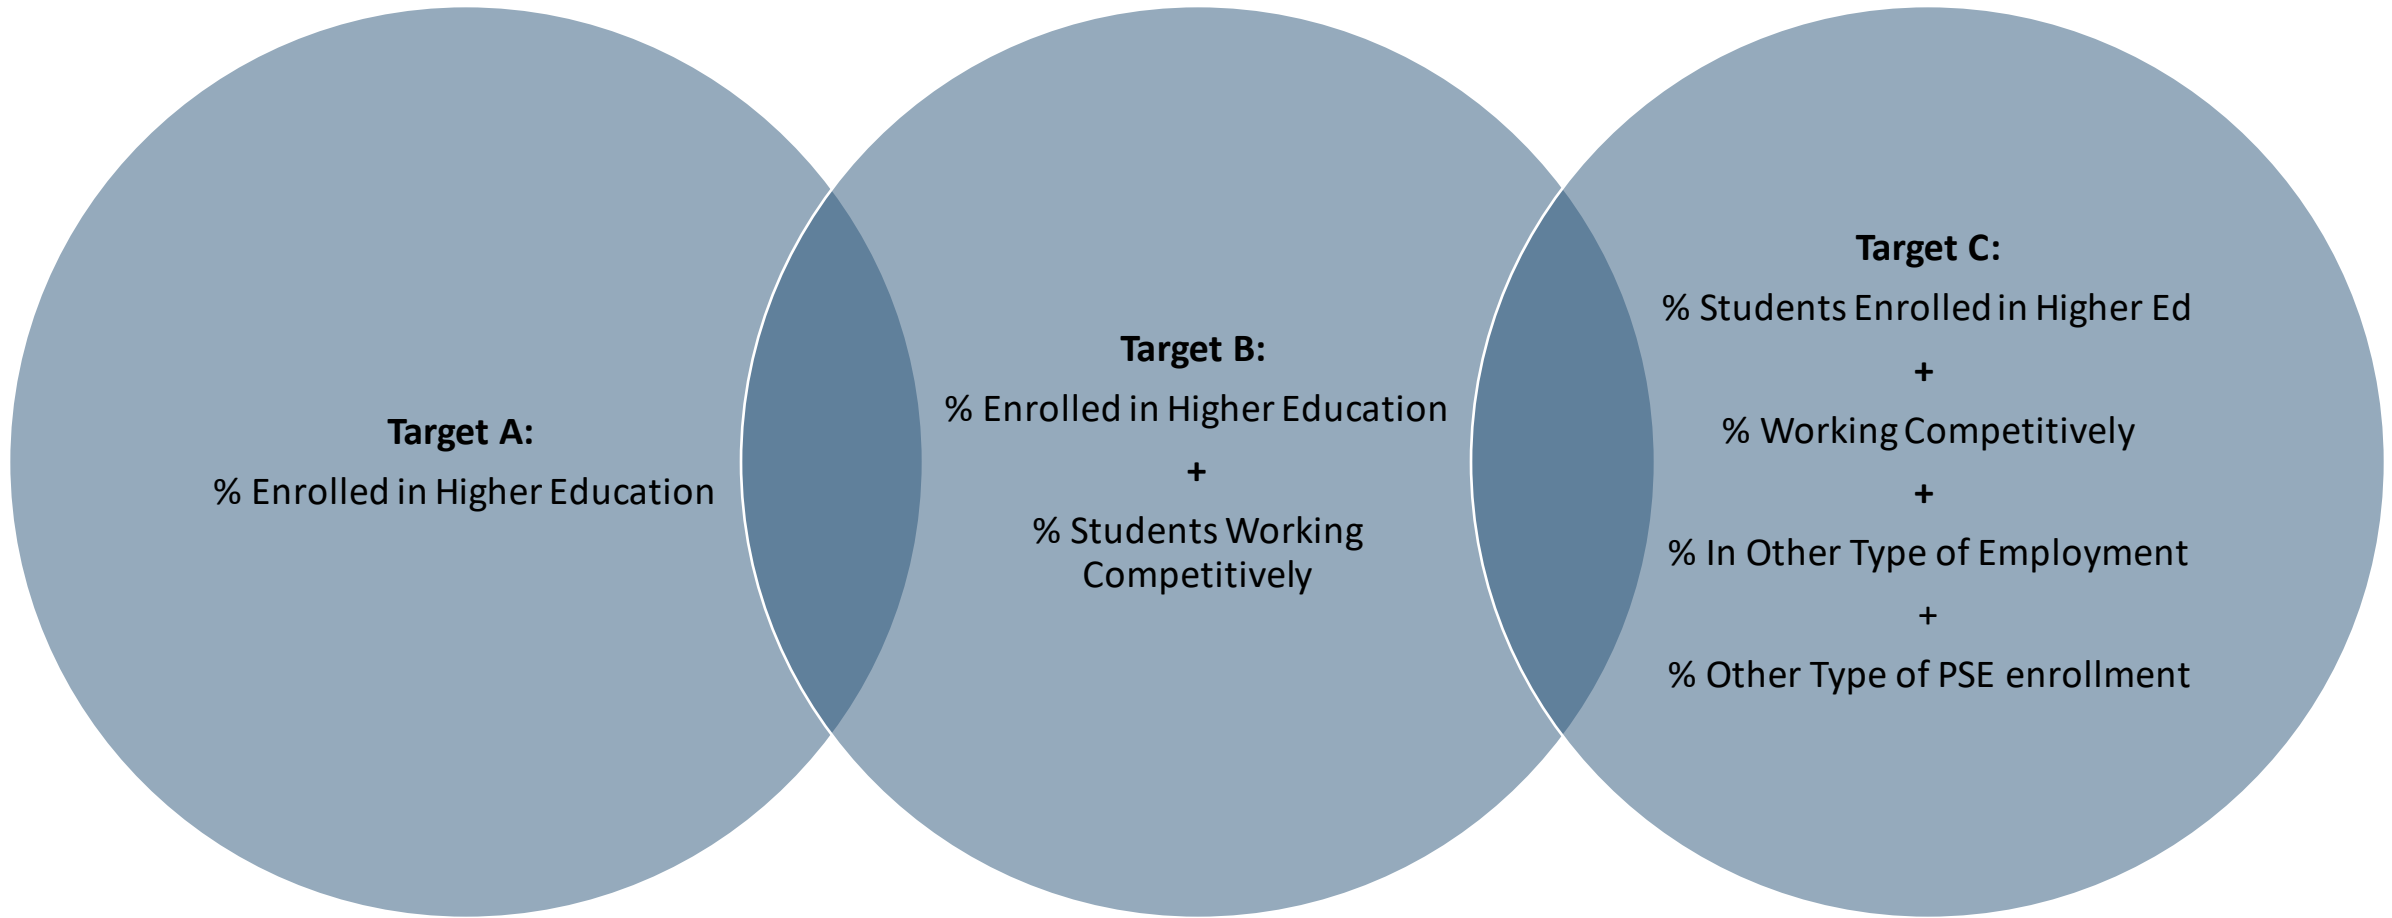 Target A:
% Enrolled in Higher Education
Target B:
% Enrolled in Higher Education
+
% Students Working
Competitively
Target C:
% Students Enrolled in Higher Ed
+
% Working Competitively
+
% In Other Type of Employment
+
% Other Type of PSE enrollment